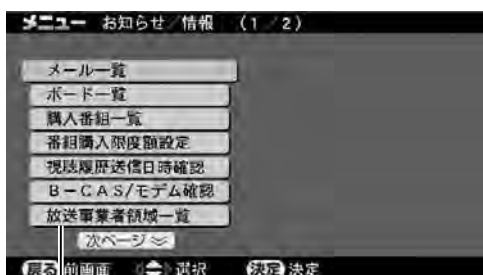 メニュー お知らせ/情報 (1/2)
メール一覧
ボード一覧
購入番組一覧
番組購入限度額設定
視聴履歴送信日時確認
B-CAS/モデム確認
放送事業者領域一覧
次ページ
戻る 前画面 選択 決定 決定